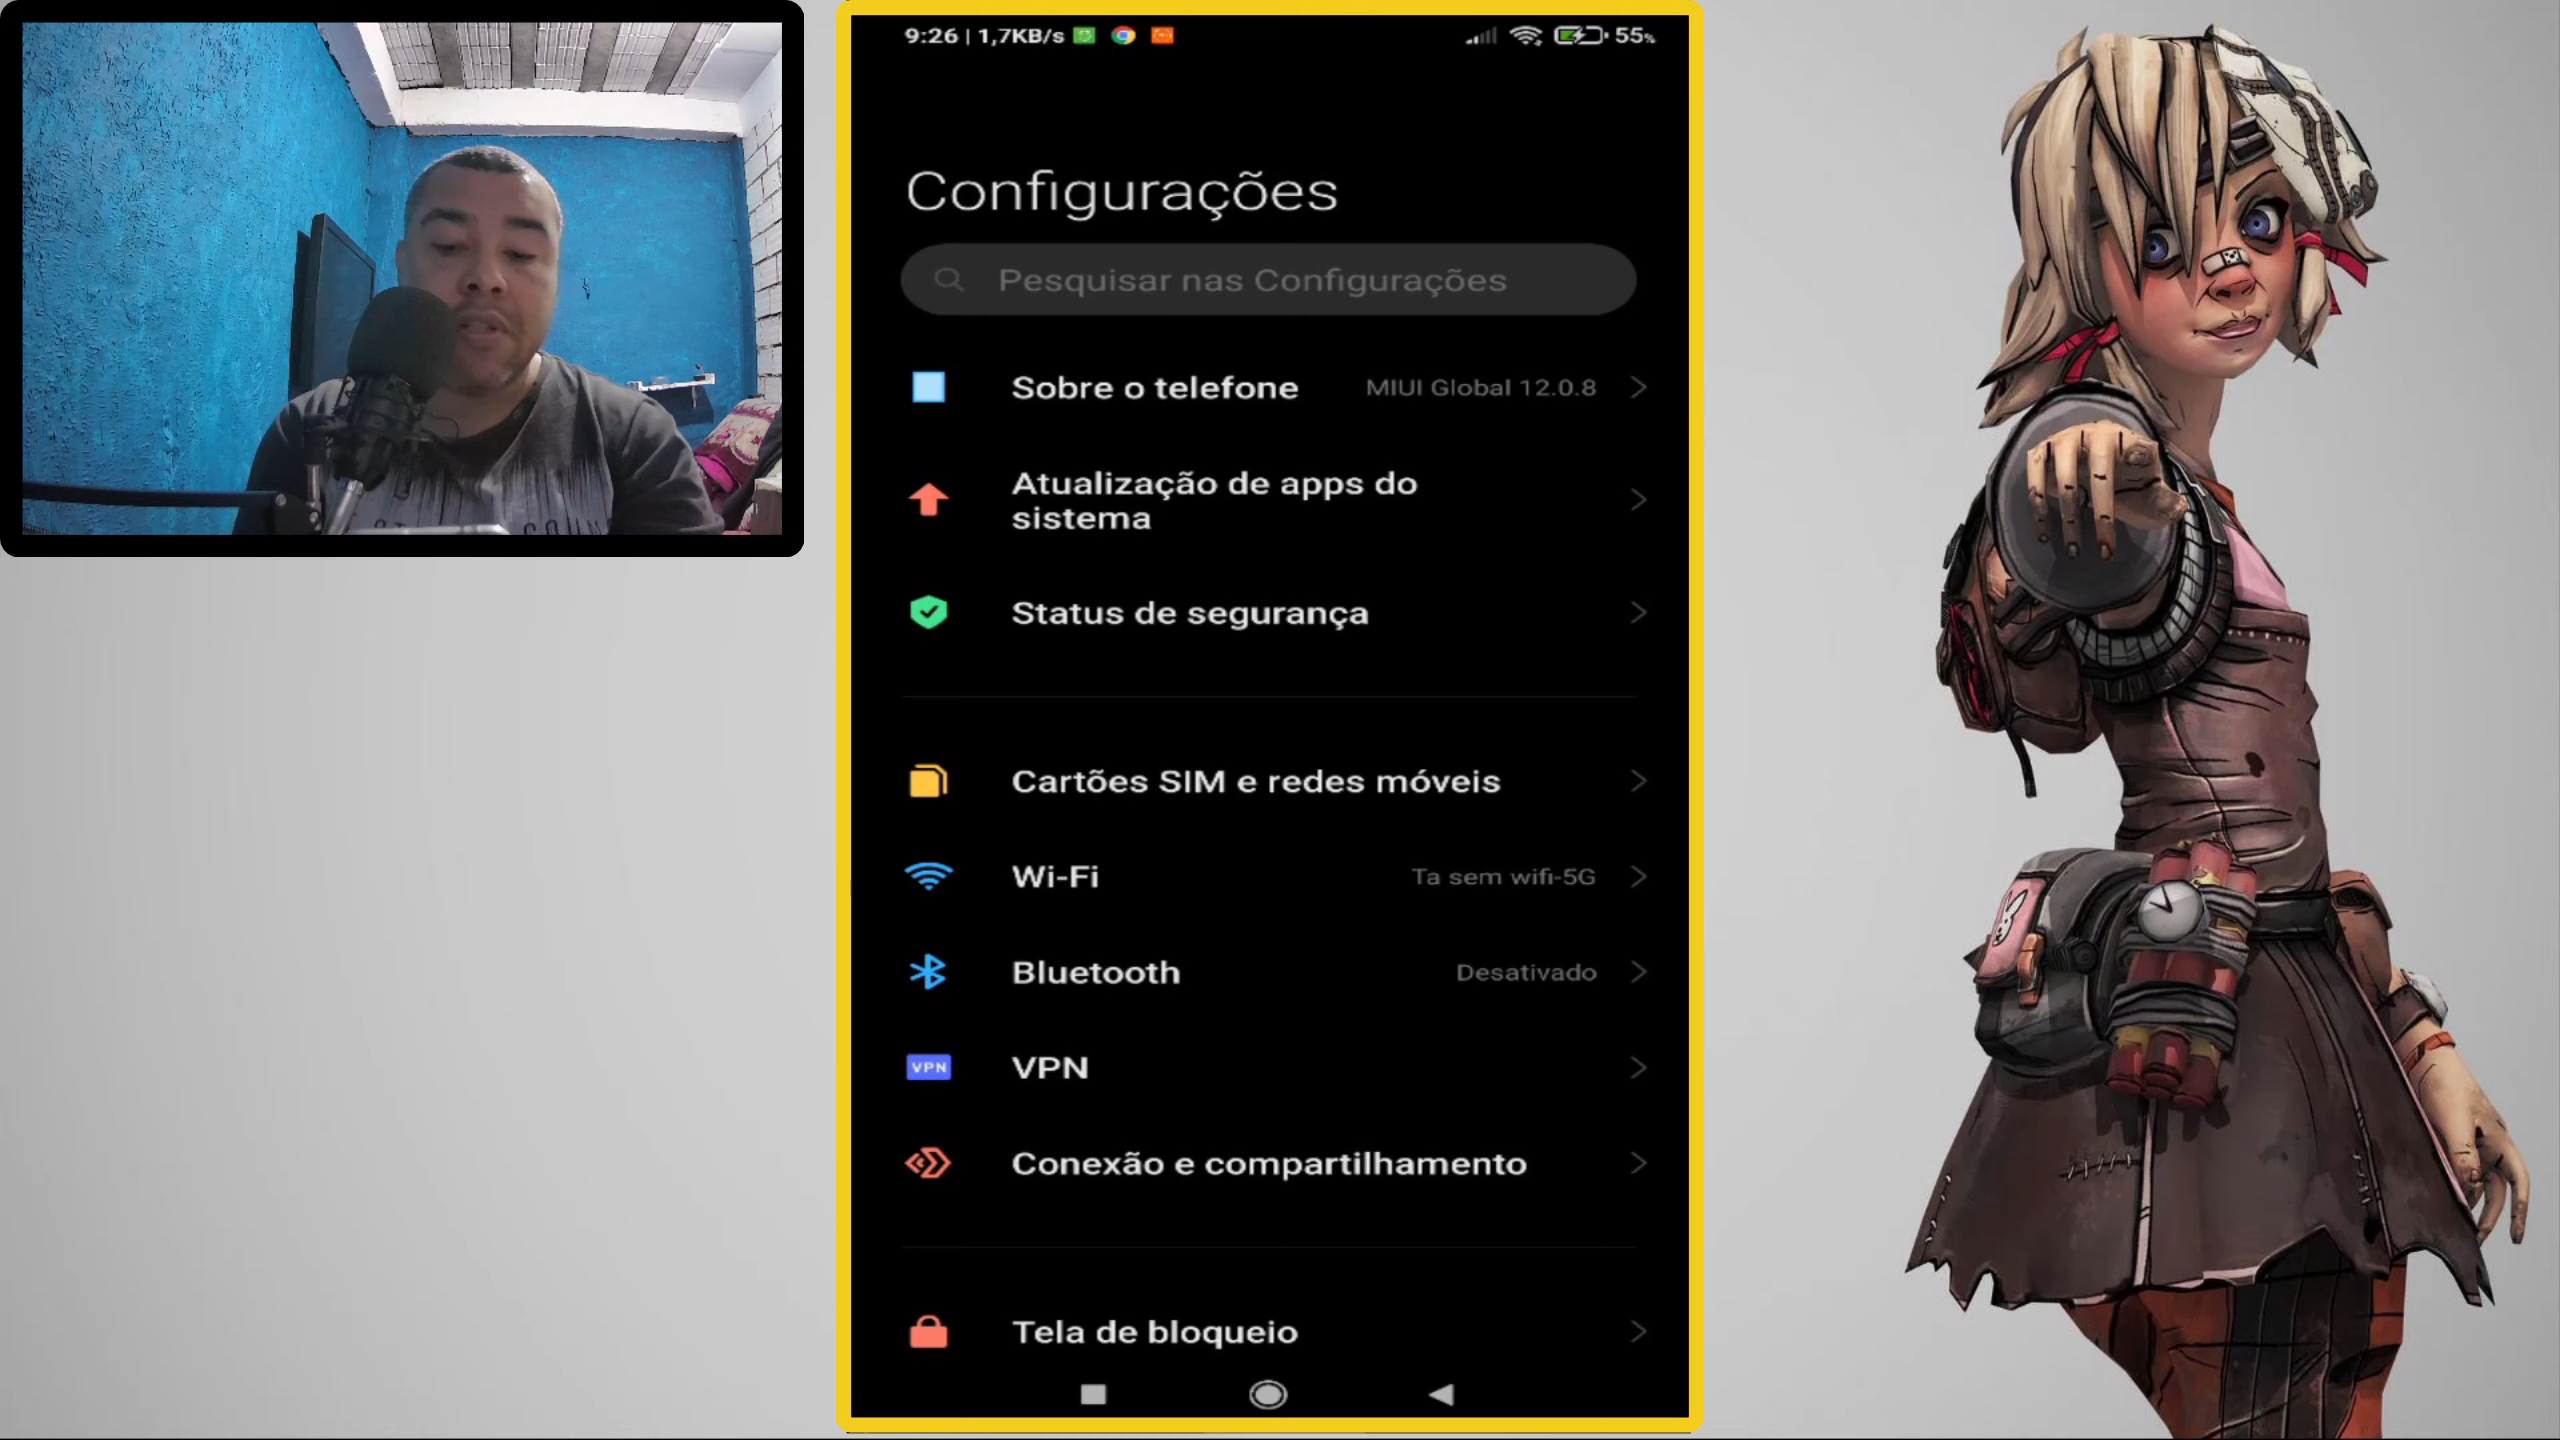 9:26 | 1,7KB/s
55%
Configurações
Pesquisar nas Configurações
Sobre o telefone MIUI Global 12.0.8
Atualização de apps do
sistema
Status de segurança
Cartões SIM e redes móveis
Wi-Fi Ta sem wifi-5G
Bluetooth Desativado
VPN VPN
Conexão e compartilhamento
Tela de bloqueio